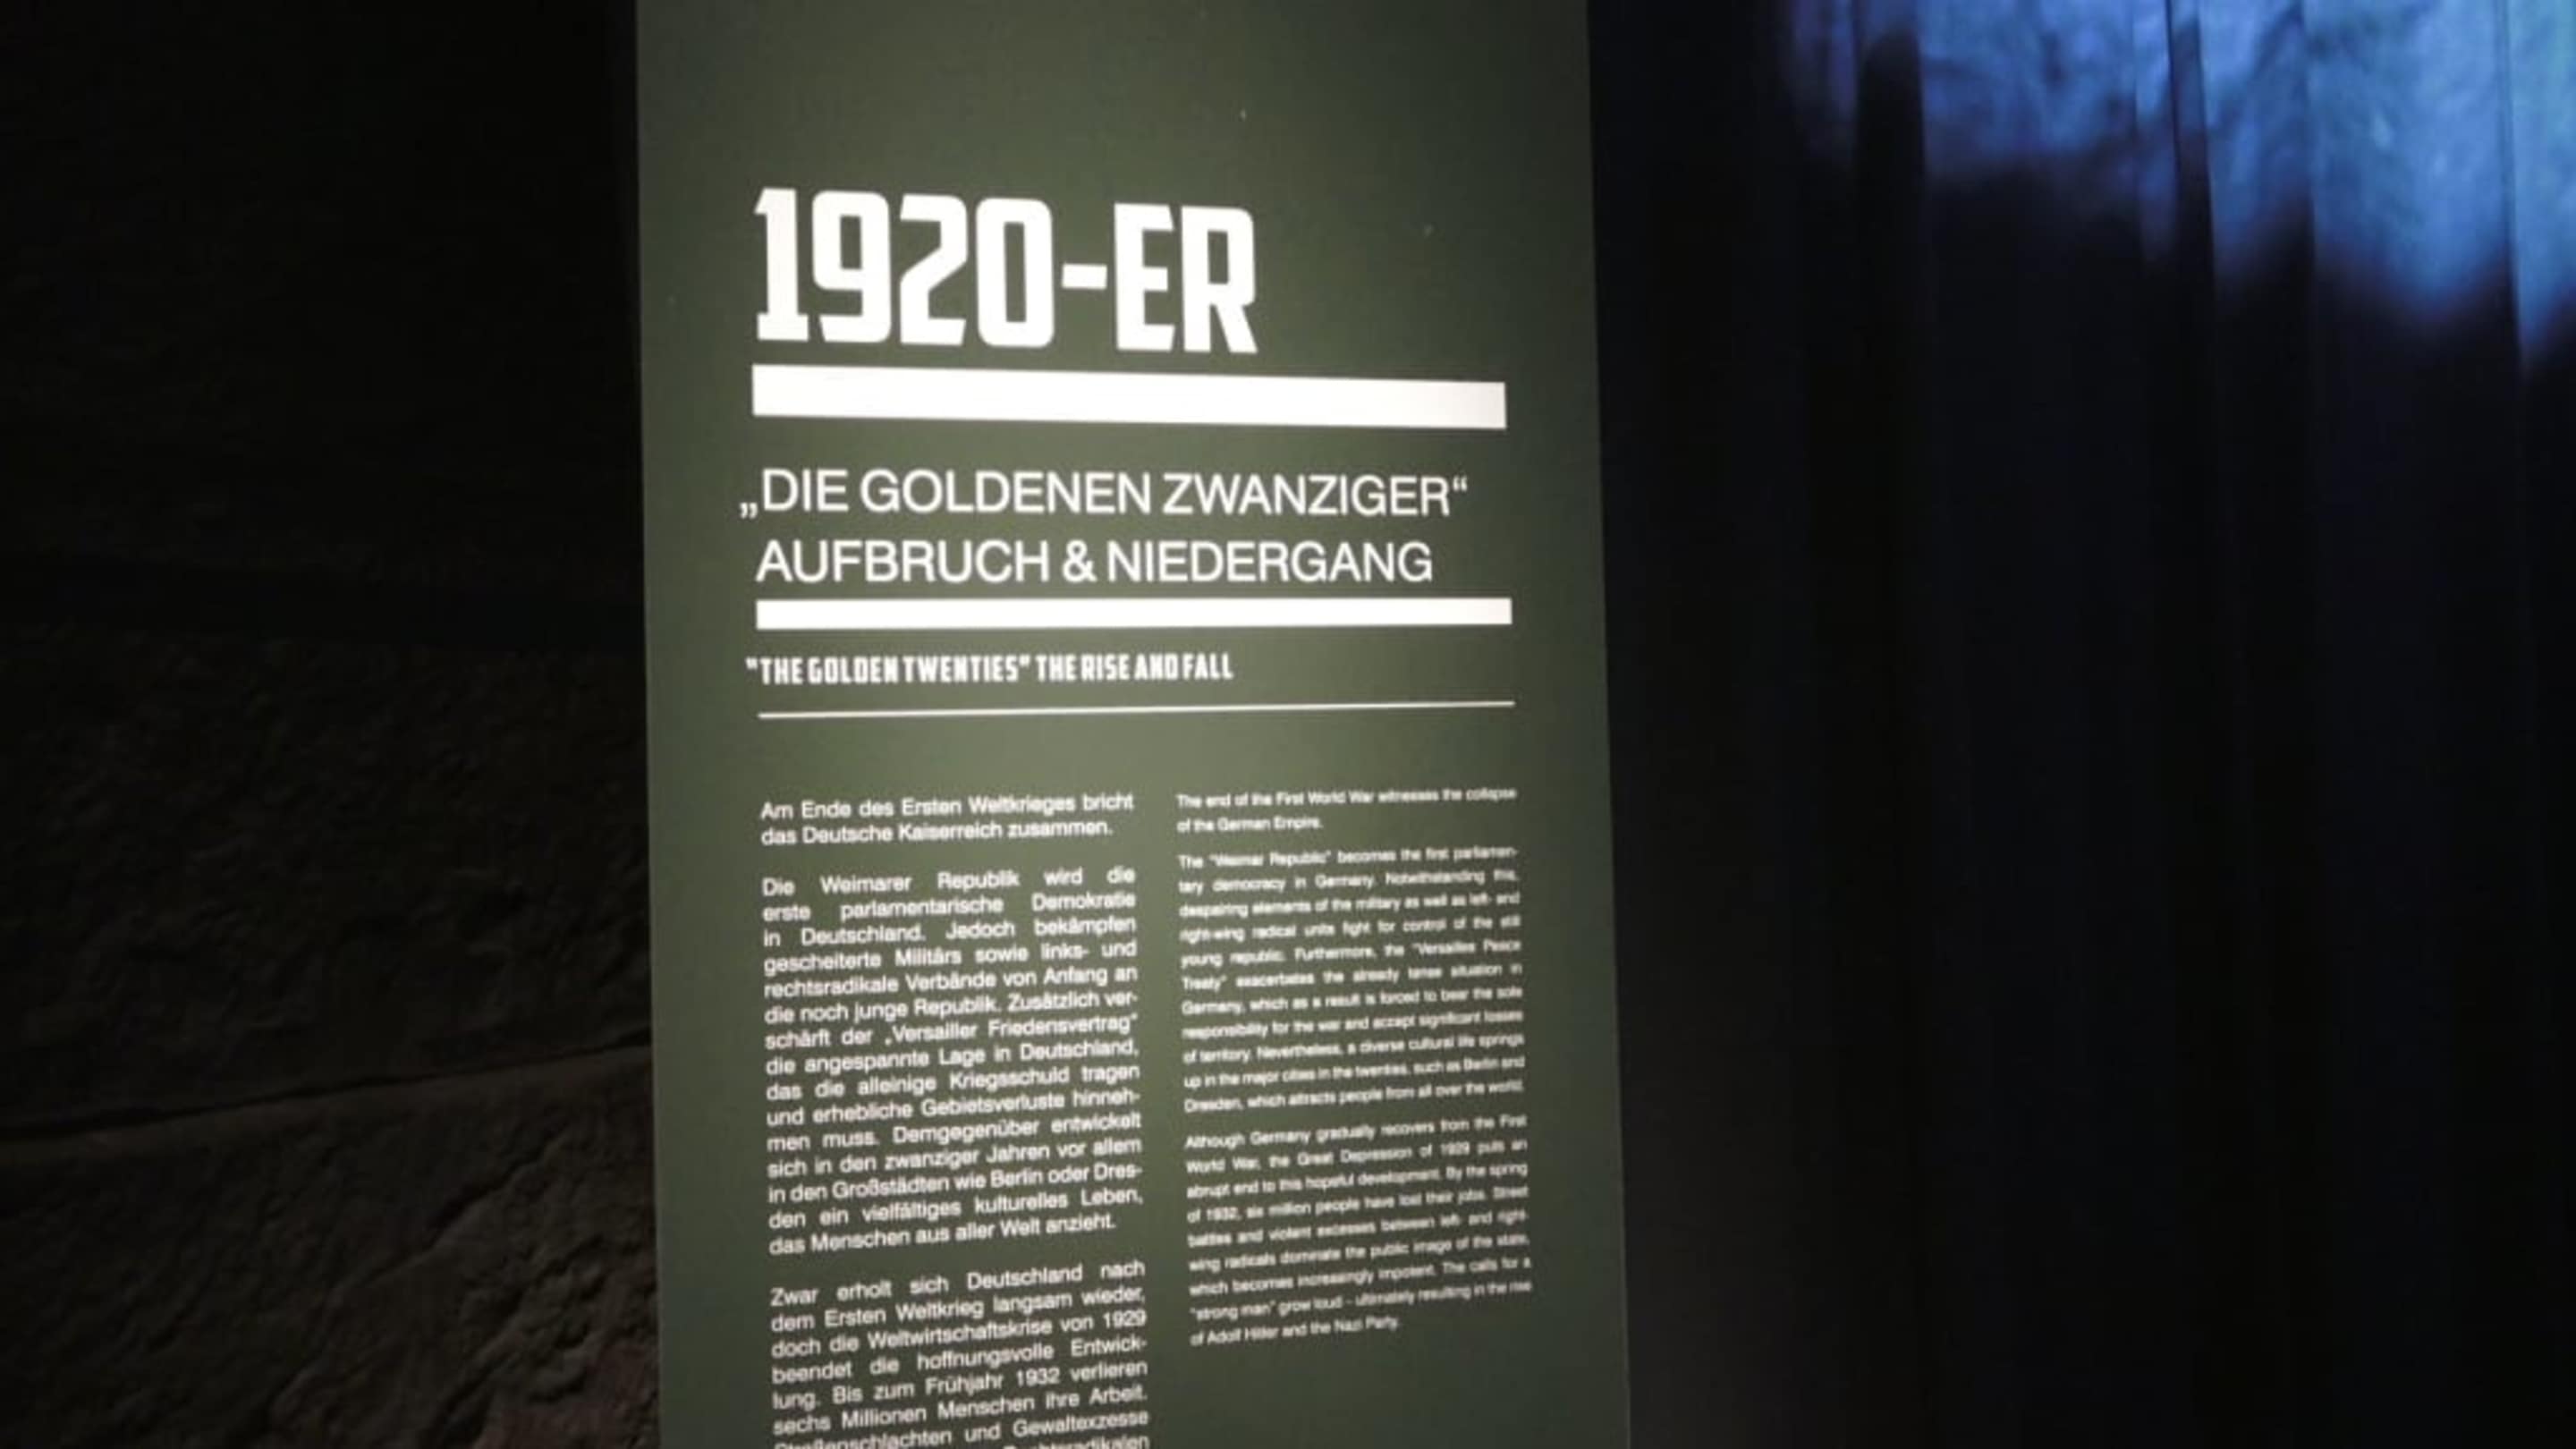 1920-ER
„DIE GOLDENEN ZWANZIGER“
AUFBRUCH & NIEDERGANG
"THE GOLDEN TWENTIES" THE RISE AND FALL
Am Ende des Ersten Weltkrieges bricht
das Deutsche Kaiserreich zusammen.
Die Weimarer Republik wird die
erste parlamentarische Demokratie
in Deutschland. Jedoch bekämpfen
gescheiterte Militärs sowie links- und
rechtsradikale Verbände von Anfang an
die noch junge Republik. Zusätzlich ver-
schärft der „Versailler Friedensvertrag“
die angespannte Lage in Deutschland,
das die alleinige Kriegsschuld tragen
und erhebliche Gebietsverluste hinneh-
men muss. Demgegenüber entwickelt
sich in den zwanziger Jahren vor allem
in den Großstädten wie Berlin oder Dres-
den ein vielfältiges kulturelles Leben,
das Menschen aus aller Welt anzieht.
Zwar erholt sich Deutschland nach
dem Ersten Weltkrieg langsam wieder,
doch die Weltwirtschaftskrise von 1929
beendet die hoffnungsvolle Entwick-
lung. Bis zum Frühjahr 1932 verlieren
sechs Millionen Menschen ihre Arbeit.
Straßenschlachten und Gewaltexzesse
The end of the First World War witnesses the collapse
of the German Empire.
The "Weimar Republic" becomes the first parliamen-
tary democracy in Germany. Notwithstanding this,
despairing elements of the military as well as left- and
right-wing radical units fight for control of the still
young republic. Furthermore, the "Versailles Peace
Treaty" exacerbates the already tense situation in
Germany, which as a result is forced to bear the sole
responsibility for the war and accept significant losses
of territory. Nevertheless, a diverse cultural life springs
up in the major cities in the twenties, such as Berlin and
Dresden, which attracts people from all over the world.
Although Germany gradually recovers from the First
World War, the Great Depression of 1929 puts an
abrupt end to this hopeful development. By the spring
of 1932, six million people have lost their jobs. Street
battles and violent excesses between left- and right-
wing radicals dominate the public image of the state,
which becomes increasingly impotent. The calls for a
"strong man" grow loud – ultimately resulting in the rise
of Adolf Hitler and the Nazi Party.